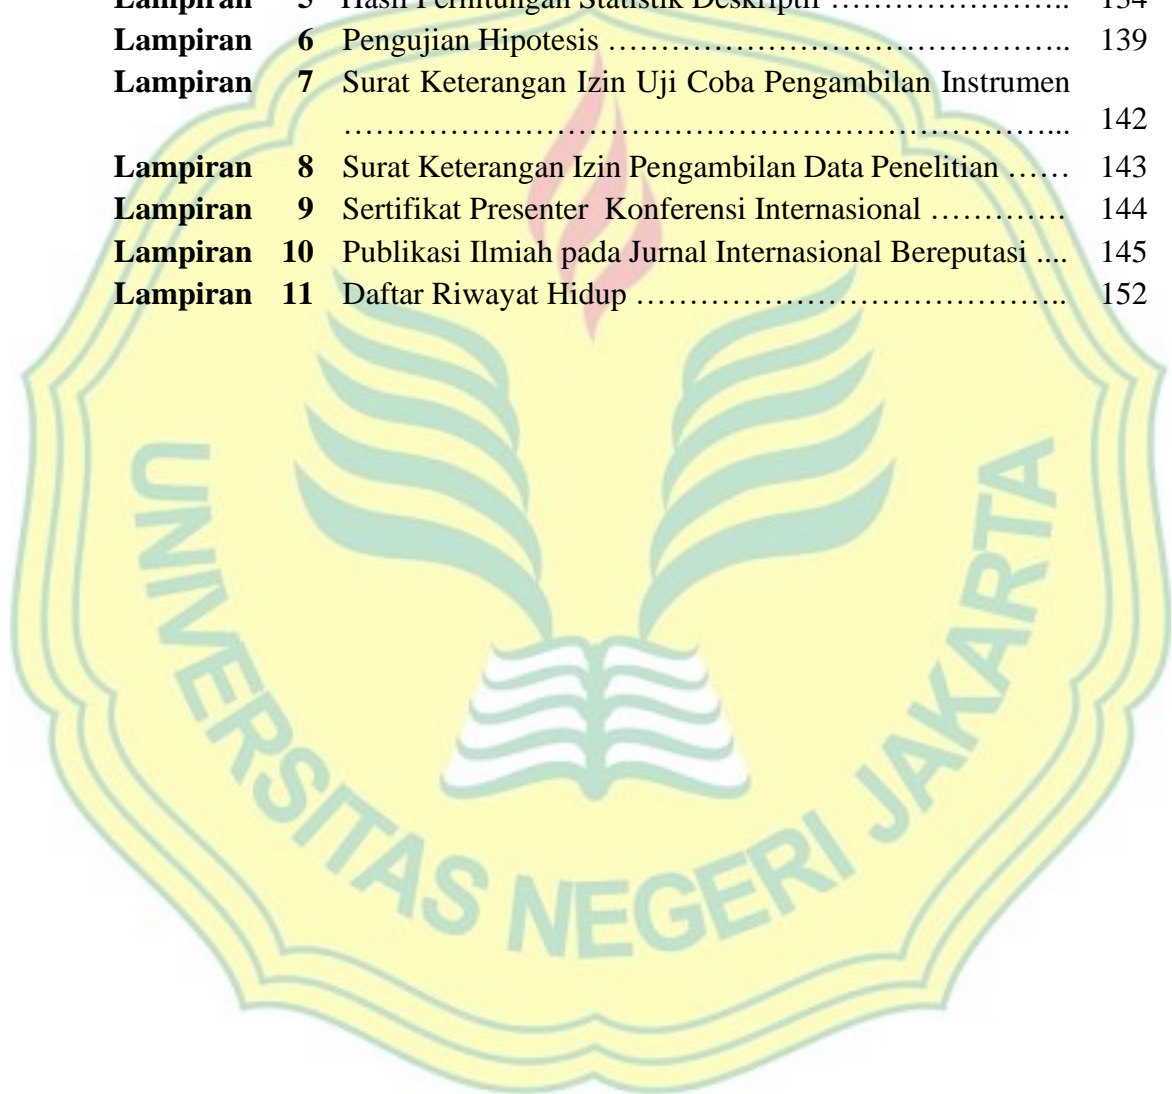 Lampiran 5 Hasil Perhitungan Statistik Deskriptif ………………….. 134
Lampiran 6 Pengujian Hipotesis …………………………………….. 139
Lampiran 7 Surat Keterangan Izin Uji Coba Pengambilan Instrumen
…………………………………………………………... 142
Lampiran 8 Surat Keterangan Izin Pengambilan Data Penelitian …… 143
Lampiran 9 Sertifikat Presenter  Konferensi Internasional …………. 144
Lampiran 10 Publikasi Ilmiah pada Jurnal Internasional Bereputasi .... 145
Lampiran 11 Daftar Riwayat Hidup ………………………………….. 152
UNIVERSITAS NEGERI JAKARTA